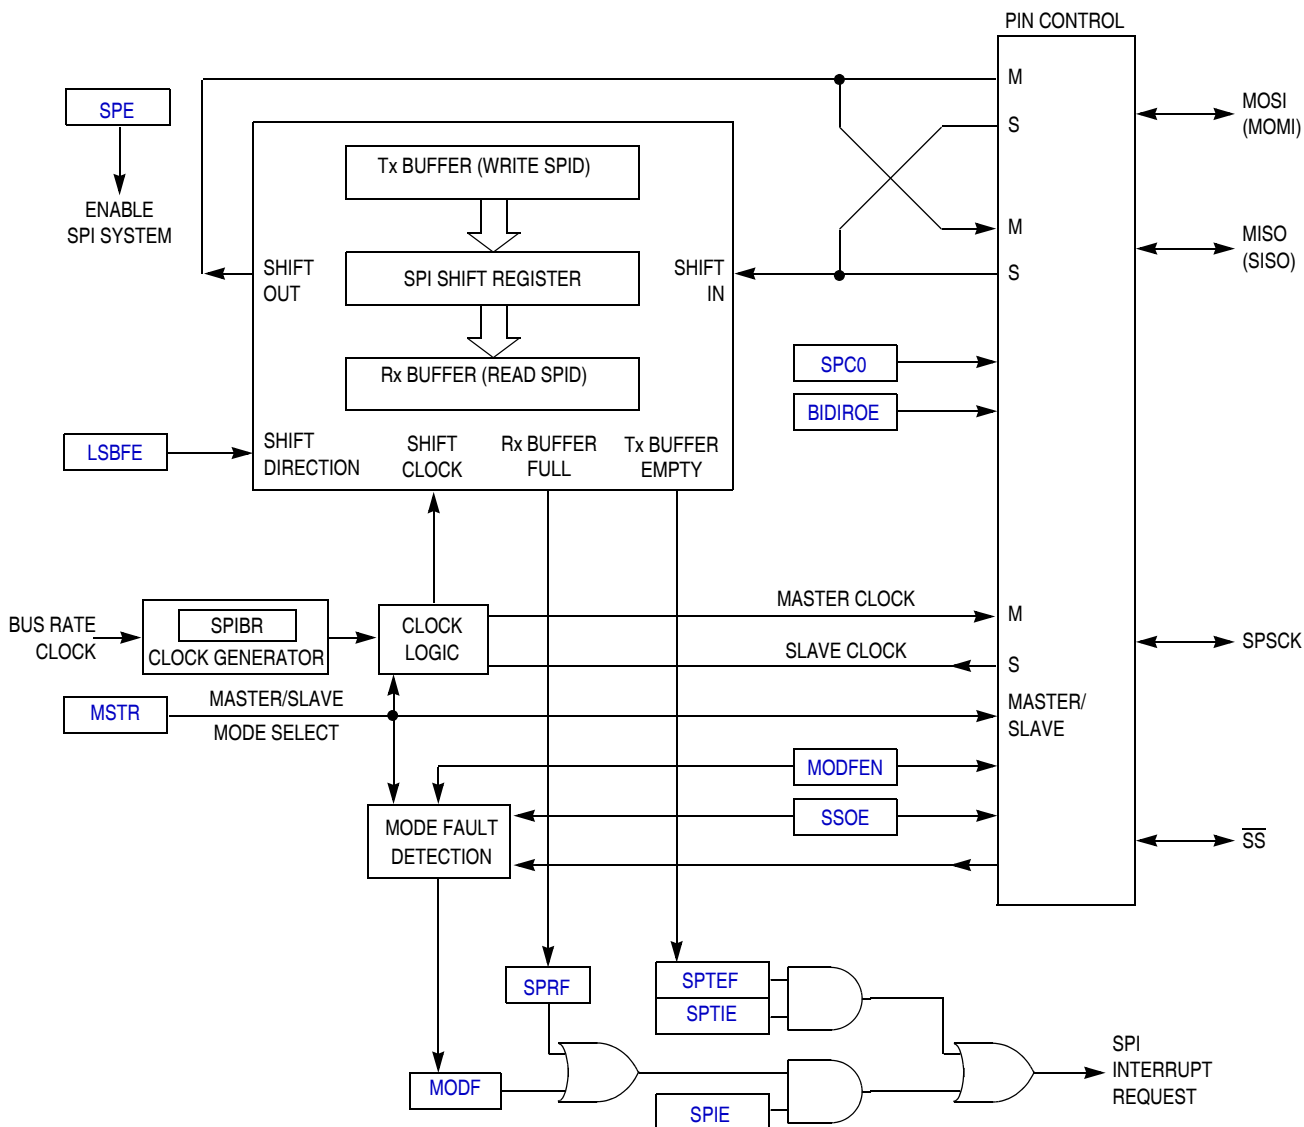 PIN CONTROL
M
SPE
MOSI
(MOMI)
S
Tx BUFFER (WRITE SPID)
ENABLE
SPI SYSTEM
M
MISO
(SISO)
SHIFT
OUT
SPI SHIFT REGISTER
SHIFT
IN
S
SPC0
Rx BUFFER (READ SPID)
BIDIROE
LSBFE
SHIFT
DIRECTION
SHIFT
CLOCK
Rx BUFFER
FULL
Tx BUFFER
EMPTY
BUS RATE
CLOCK
SPIBR
CLOCK GENERATOR
CLOCK
LOGIC
MASTER CLOCK
M
SLAVE CLOCK
S
SPSCK
MSTR
MASTER/SLAVE
MODE SELECT
MASTER/
SLAVE
MODFEN
SSOE
MODE FAULT
DETECTION
SS
SPRF
SPTEF
SPTIE
MODF
SPIE
SPI
INTERRUPT
REQUEST